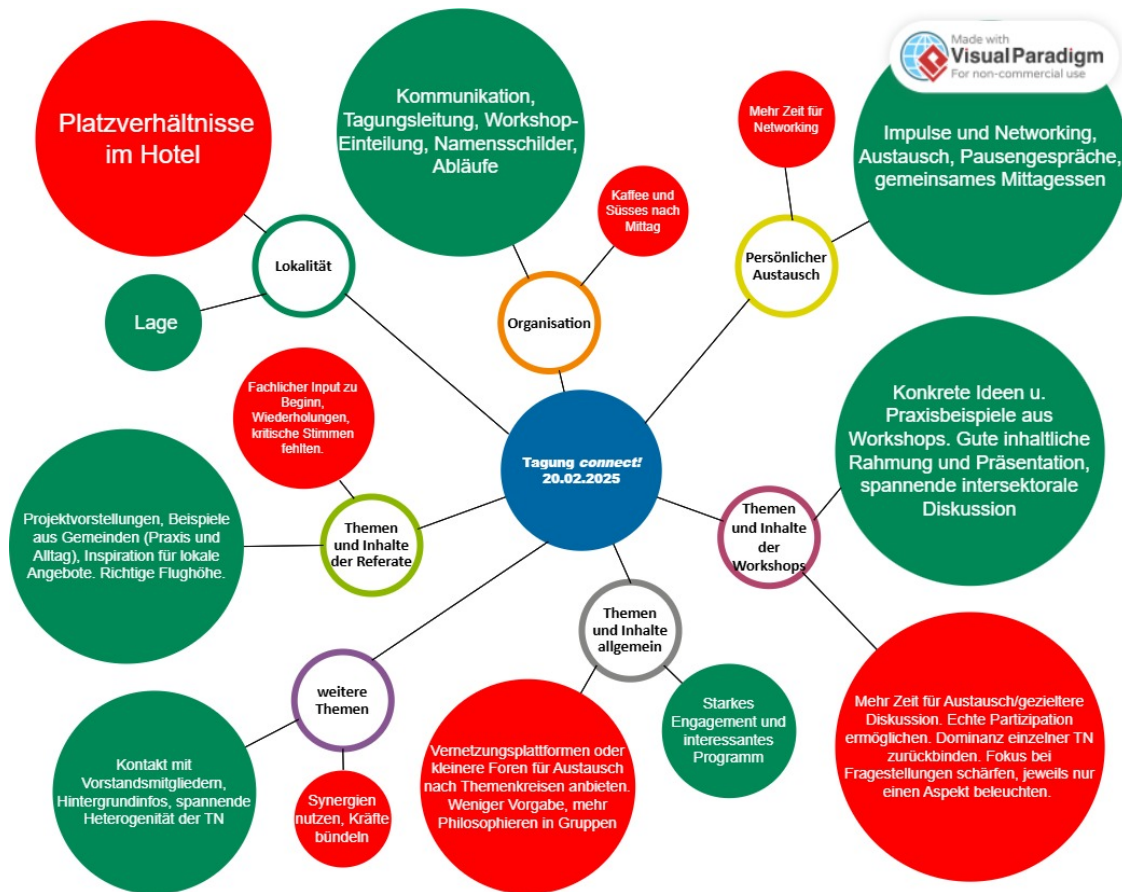 Made with
Visual Paradigm
For non-commercial use
Platzverhältnisse
im Hotel
Kommunikation,
Tagungsleitung, Workshop-
Einteilung, Namensschilder,
Abläufe
Mehr Zeit für
Networking
Impulse und Networking,
Austausch, Pausengespräche,
gemeinsames Mittagessen
Kaffee und
Süsses nach
Mittag
Lokalität
Persönlicher
Austausch
Lage
Organisation
Fachlicher Input zu
Beginn,
Wiederholungen,
kritische Stimmen
fehlten.
Konkrete Ideen u.
Praxisbeispiele aus
Workshops. Gute inhaltliche
Rahmung und Präsentation,
spannende intersektorale
Diskussion
Tagung connect!
20.02.2025
Projektvorstellungen, Beispiele
aus Gemeinden (Praxis und
Alltag), Inspiration für lokale
Angebote. Richtige Flughöhe.
Themen
und Inhalte
der Referate
Themen
und Inhalte
der
Workshops
Themen
und Inhalte
allgemein
weitere
Themen
Starkes
Engagement und
interessantes
Programm
Mehr Zeit für Austausch/gezieltere
Diskussion. Echte Partizipation
ermöglichen. Dominanz einzelner TN
zurückbinden. Fokus bei
Fragestellungen schärfen, jeweils nur
einen Aspekt beleuchten.
Kontakt mit
Vorstandsmitgliedern,
Hintergrundinfos, spannende
Heterogenität der TN
Synergien
nutzen, Kräfte
bündeln
Vernetzungsplattformen oder
kleinere Foren für Austausch
nach Themenkreisen anbieten.
Weniger Vorgabe, mehr
Philosophieren in Gruppen